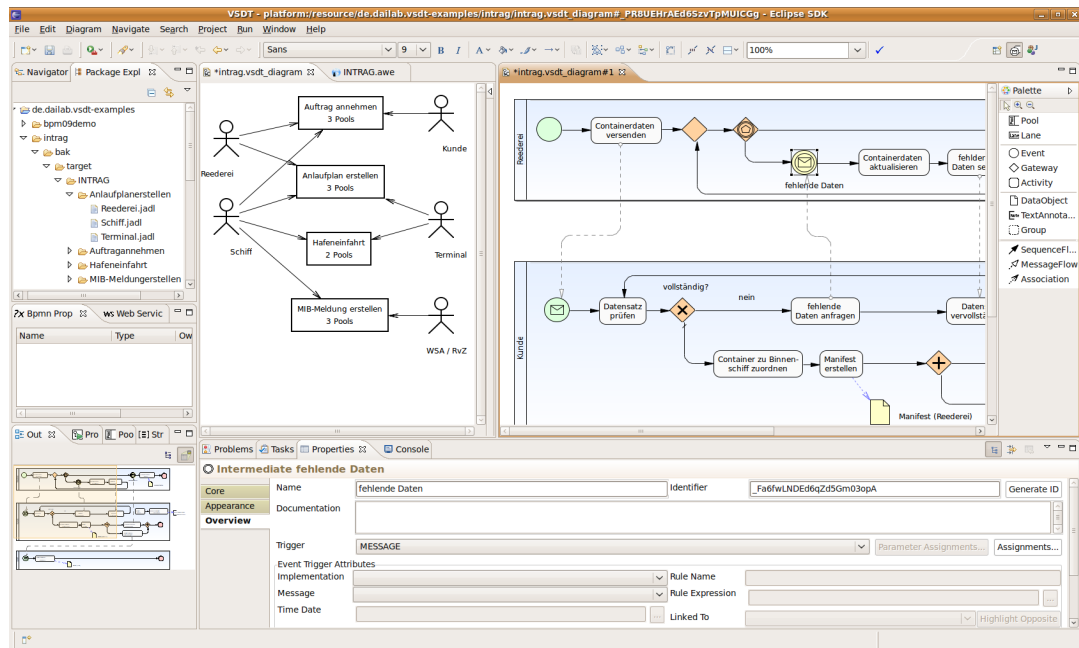 VSDT - platform:/resource/de.dailab.vsdt-examples/intrag/intrag.vsdt_diagram#_PR8UEHrAEd6SzvTpMUICGg - Eclipse SDK
File Edit Diagram Navigate Search Project Run Window Help
Sans 9 B I A 100%
Navigator Package Expl
de.dailab.vsdt-examples
bpm09demo
intrag
bak
target
INTRAG
Anlaufplanerstellen
Reederei.jadl
Schiff.jadl
Terminal.jadl
Auftragannehmen
Hafeneinfahrt
MIB-Meldungerstellen
Bpmn Prop Web Servic
Name Type Ow
Out Pro Poo Str
*intrag.vsdt_diagram INTRAG.awe
Auftrag annehmen
3 Pools
Kunde
Reederei
Anlaufplan erstellen
3 Pools
Schiff
Hafeneinfahrt
2 Pools
Terminal
MIB-Meldung erstellen
3 Pools
WSA / RvZ
*intrag.vsdt_diagram#1
Reederei
Containerdaten
versenden
fehlende Daten
Containerdaten
aktualisieren
fehlen
Daten se
Kunde
Datensatz
prüfen
vollständig?
nein
fehlende
Daten anfragen
Daten
vervollstä
Container zu Binnen-
schiff zuordnen
Manifest
erstellen
Manifest (Reederei)
Palette
Pool
Lane
Event
Gateway
Activity
DataObject
TextAnnota...
Group
SequenceFl...
MessageFlow
Association
Problems Tasks Properties Console
Intermediate fehlende Daten
Core
Appearance
Overview
Name fehlende Daten Identifier _Fa6fwLNDEd6qZd5Gm03opA Generate ID
Documentation
Trigger MESSAGE Parameter Assignments... Assignments...
Event Trigger Attributes
Implementation Rule Name
Message Rule Expression ...
Time Date ... Linked To Highlight Opposite